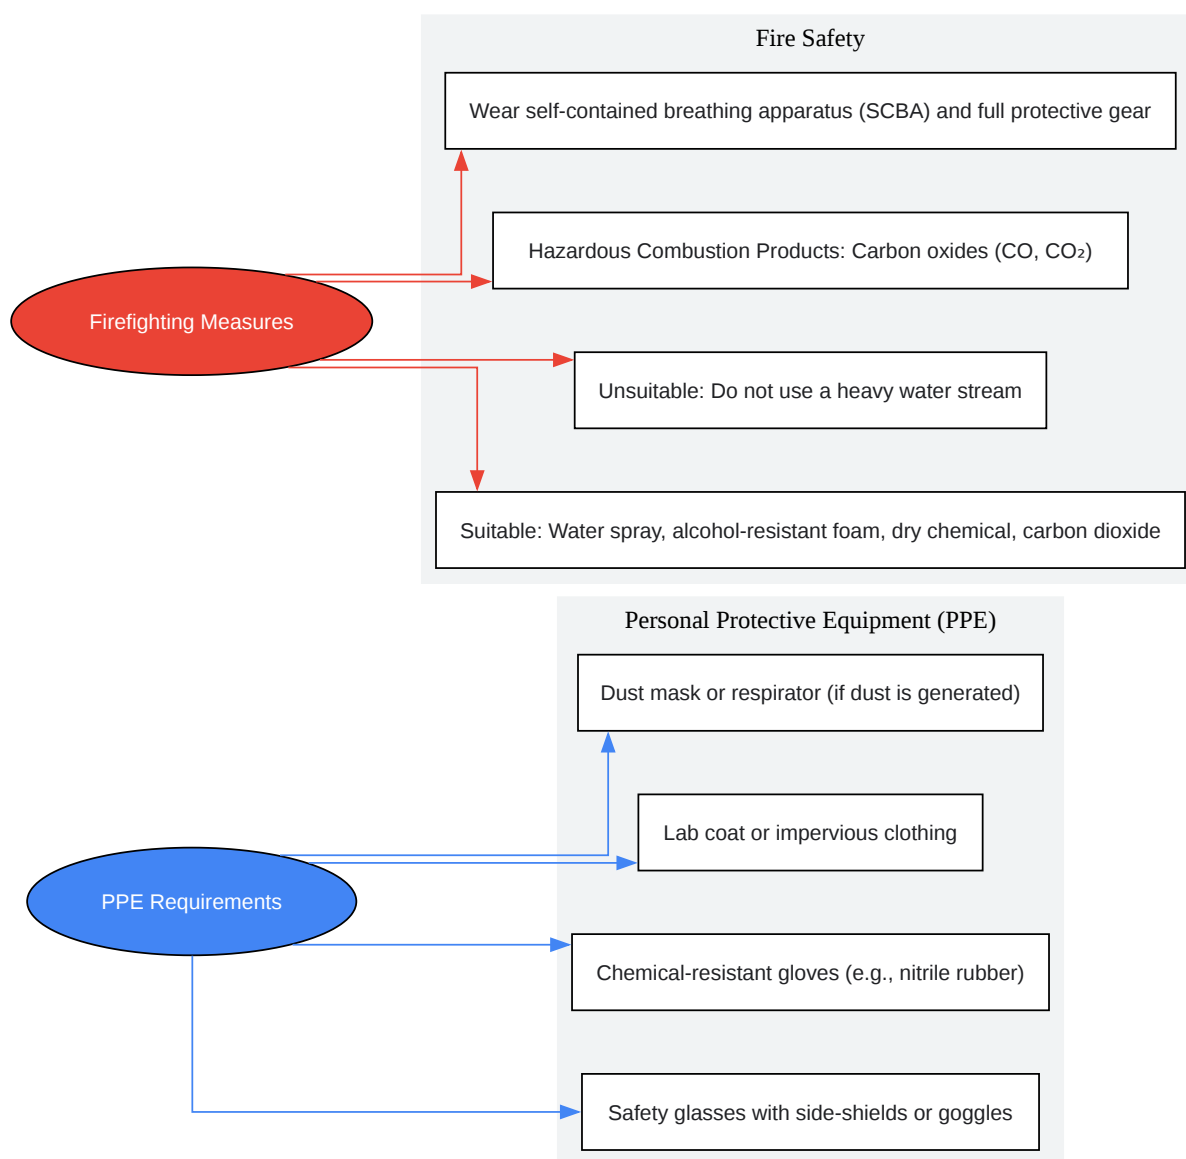 Fire Safety
Wear self-contained breathing apparatus (SCBA) and full protective gear
Hazardous Combustion Products: Carbon oxides (CO, CO₂)
Firefighting Measures
Unsuitable: Do not use a heavy water stream
Suitable: Water spray, alcohol-resistant foam, dry chemical, carbon dioxide
Personal Protective Equipment (PPE)
Dust mask or respirator (if dust is generated)
Lab coat or impervious clothing
PPE Requirements
Chemical-resistant gloves (e.g., nitrile rubber)
Safety glasses with side-shields or goggles